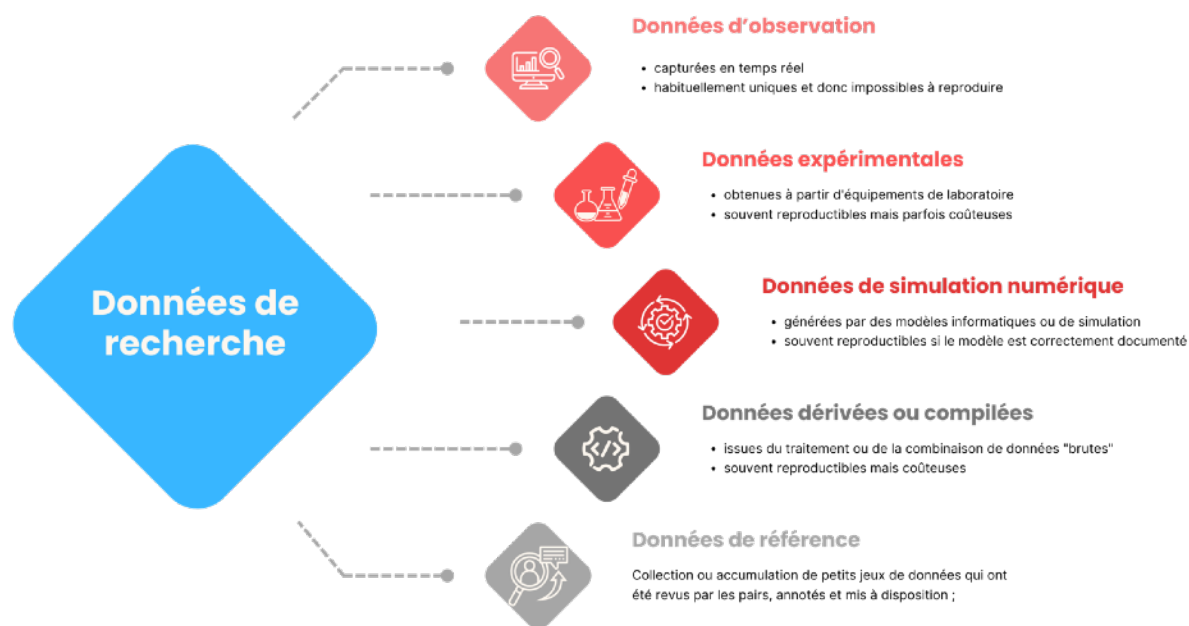 Données d'observation
• capturées en temps réel
• habituellement uniques et donc impossibles à reproduire
Données expérimentales
• obtenues à partir d'équipements de laboratoire
• souvent reproductibles mais parfois coûteuses
Données de
recherche
Données de simulation numérique
• générées par des modèles informatiques ou de simulation
• souvent reproductibles si le modèle est correctement documenté
Données dérivées ou compilées
• issues du traitement ou de la combinaison de données "brutes"
• souvent reproductibles mais coûteuses
Données de référence
Collection ou accumulation de petits jeux de données qui ont
été revus par les pairs, annotés et mis à disposition ;